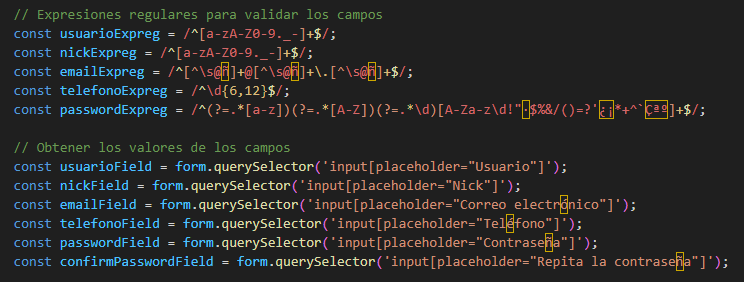 // Expresiones regulares para validar los campos
const usuarioExpreg = /^[a-zA-Z0-9._-]+$/;
const nickExpreg = /^[a-zA-Z0-9._-]+$/;
const emailExpreg = /^[^\s@ñ]+@[^\s@ñ]+\.[^\s@ñ]+$/;
const telefonoExpreg = /^\d{6,12}$/;
const passwordExpreg = /^(?=.*[a-z])(?=.*[A-Z])(?=.*\d)[A-Za-z\d!"·$%&/()=?'¿¡*+^`Çªº]+$/;
// Obtener los valores de los campos
const usuarioField = form.querySelector('input[placeholder="Usuario"]');
const nickField = form.querySelector('input[placeholder="Nick"]');
const emailField = form.querySelector('input[placeholder="Correo electrónico"]');
const telefonoField = form.querySelector('input[placeholder="Teléfono"]');
const passwordField = form.querySelector('input[placeholder="Contraseña"]');
const confirmPasswordField = form.querySelector('input[placeholder="Repita la contraseña"]');